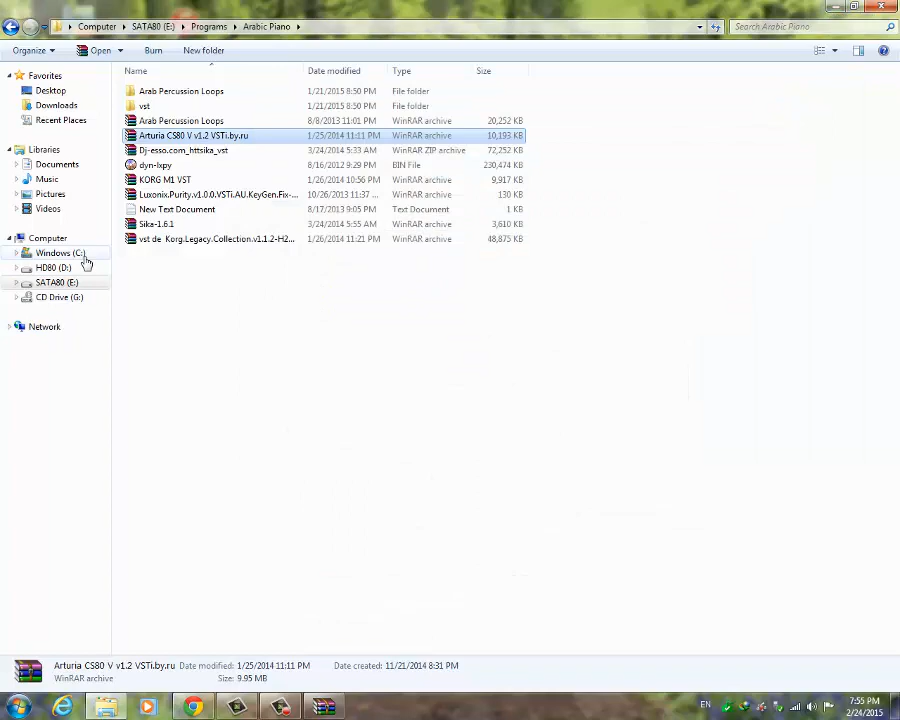 Computer ▸ SATA80 (E:) ▸ Programs ▸ Arabic Piano ▸ Search Arabic Piano
Organize Open Burn New folder
Name Date modified Type Size
Favorites
Desktop
Downloads
Recent Places
Libraries
Documents
Music
Pictures
Videos
Computer
Windows (C:)
HD80 (D:)
SATA80 (E:)
CD Drive (G:)
Network
Arab Percussion Loops 1/21/2015 8:50 PM File folder
vst 1/21/2015 8:50 PM File folder
Arab Percussion Loops 8/8/2013 11:01 PM WinRAR archive 20,252 KB
Arturia CS80 V v1.2 VSTi.by.ru 1/25/2014 11:11 PM WinRAR archive 10,193 KB
Dj-esso.com_httsika_vst 3/24/2014 5:33 AM WinRAR ZIP archive 72,252 KB
dyn-lxpy 8/16/2012 9:29 PM BIN File 230,474 KB
KORG M1 VST 1/26/2014 10:56 PM WinRAR archive 9,917 KB
Luxonix.Purity.v1.0.0.VSTi.AU.KeyGen.Fix-... 10/26/2013 11:37 ... WinRAR archive 130 KB
New Text Document 8/17/2013 9:05 PM Text Document 1 KB
Sika-1.6.1 3/24/2014 5:55 AM WinRAR archive 3,610 KB
vst de Korg.Legacy.Collection.v1.1.2-H2... 1/26/2014 11:21 PM WinRAR archive 48,875 KB
Arturia CS80 V v1.2 VSTi.by.ru Date modified: 1/25/2014 11:11 PM Date created: 11/21/2014 8:31 PM
WinRAR archive Size: 9.95 MB
EN 7:55 PM
2/24/2015